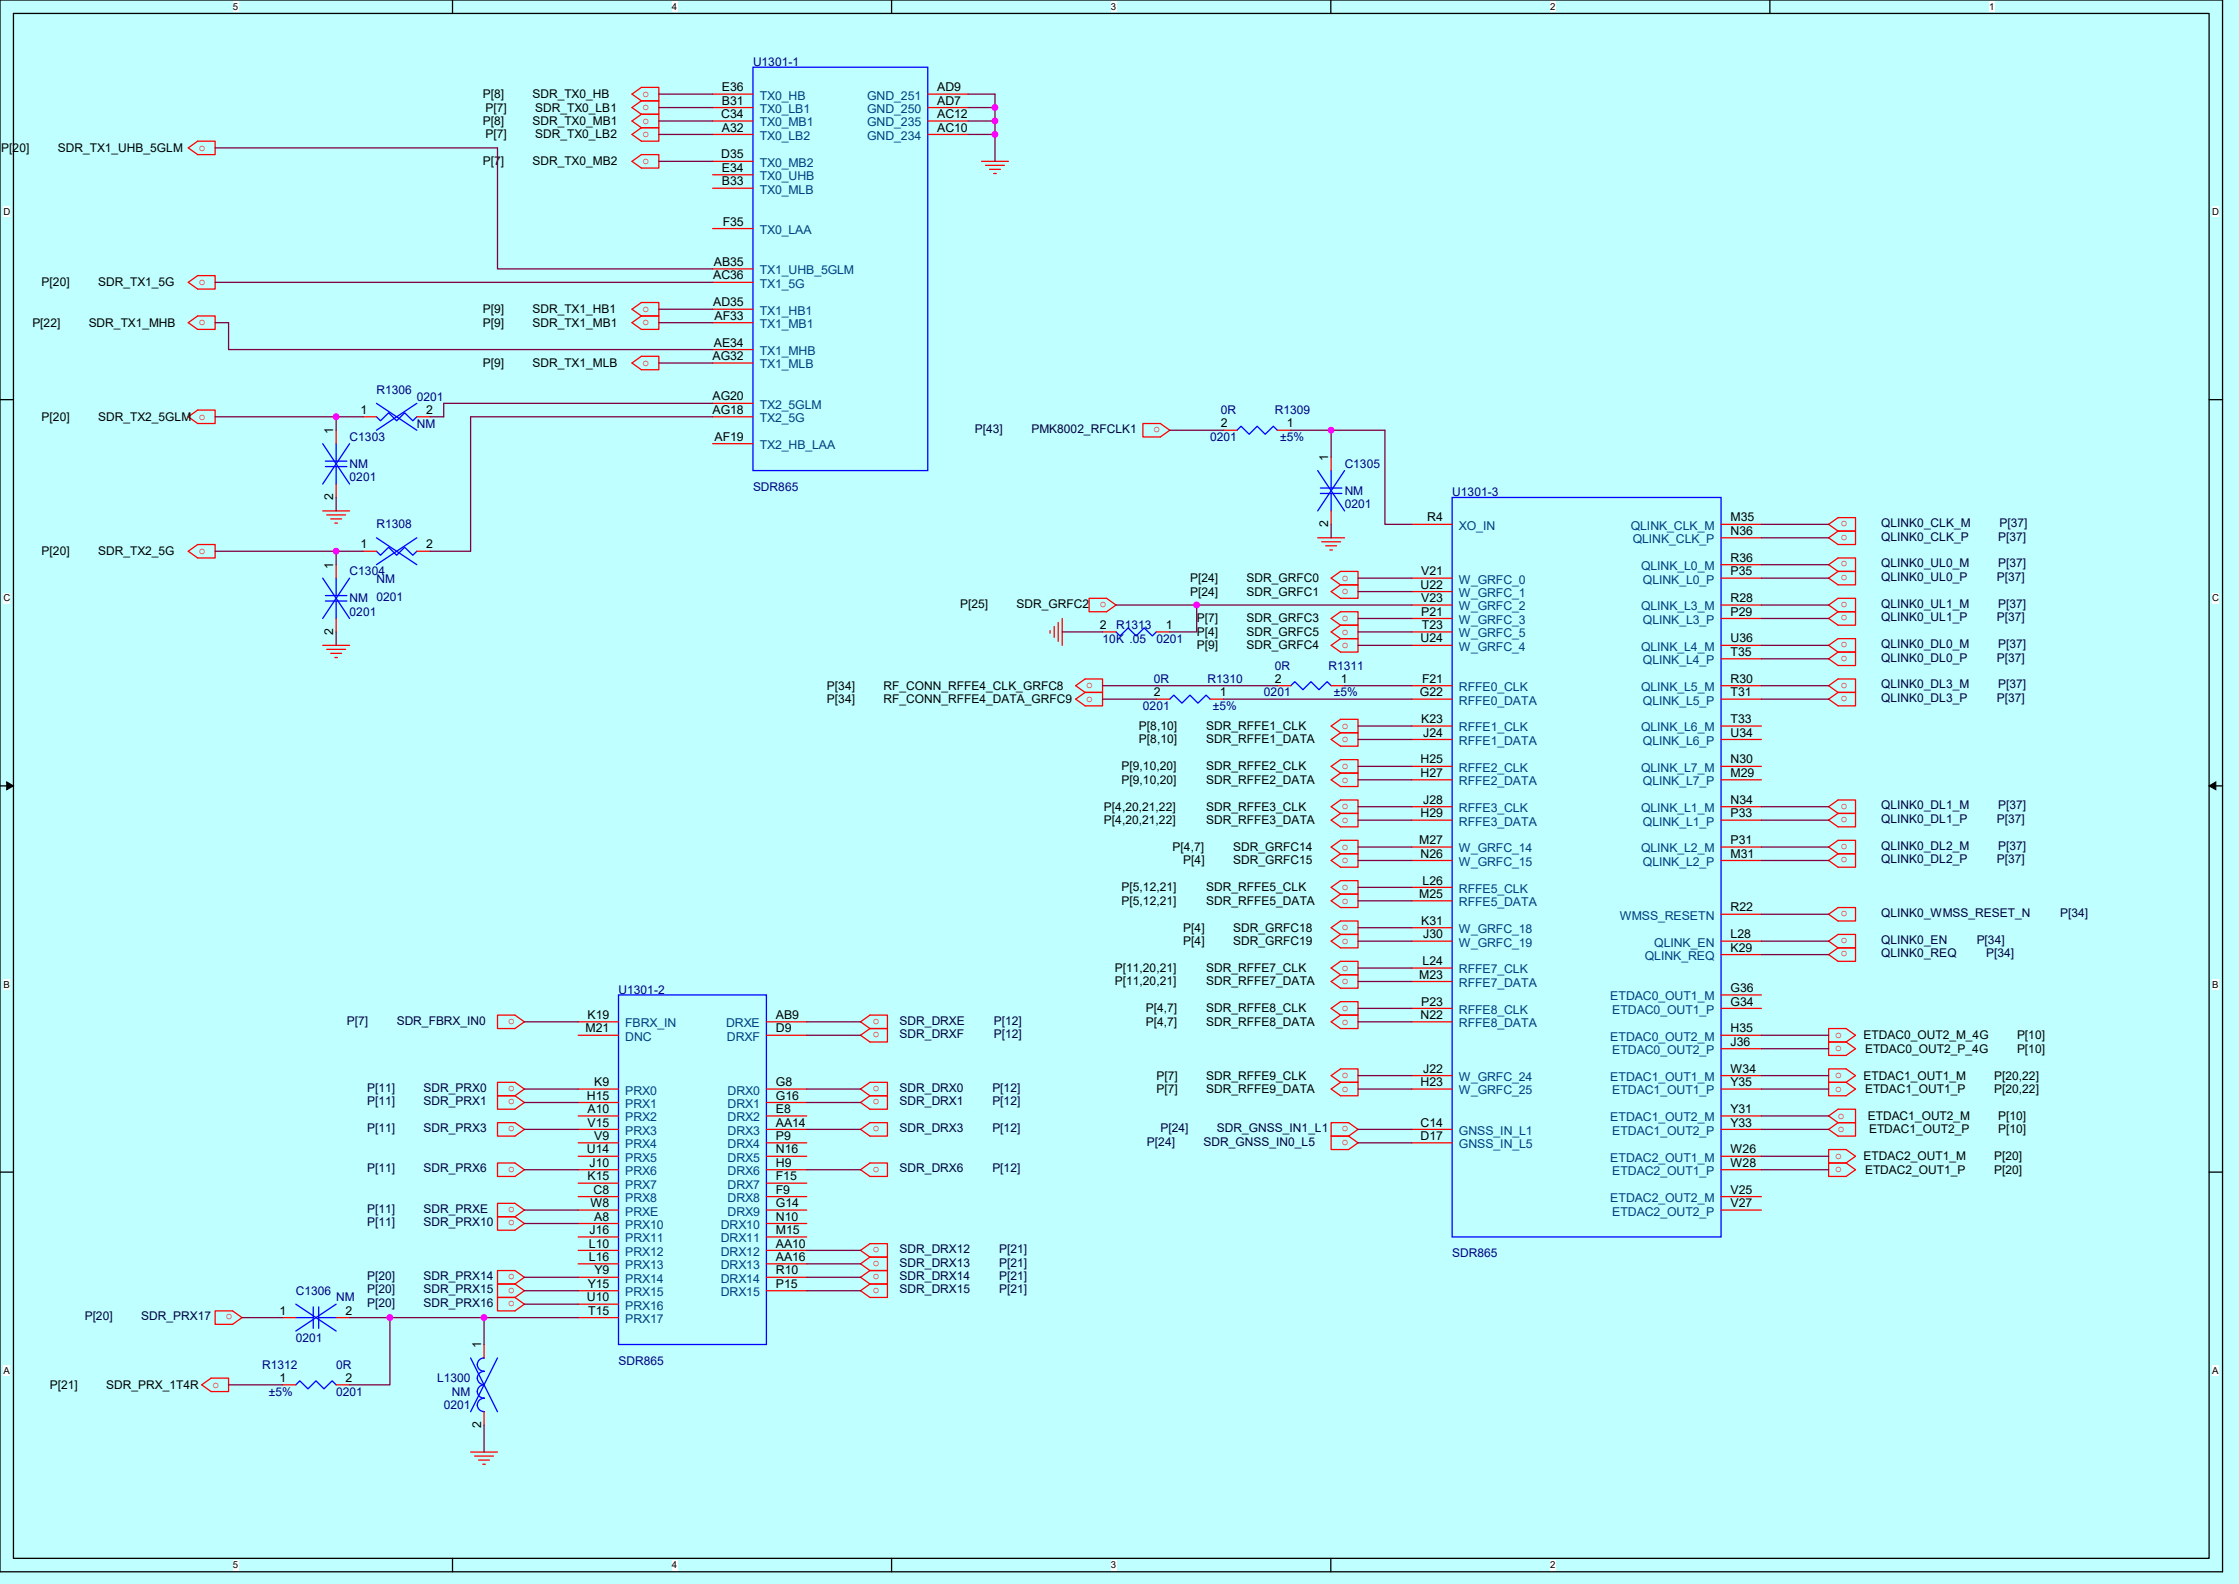 5 4 3 2 1
U1301-1
P[8] SDR_TX0_HB E36 TX0_HB GND_251 AD9
P[7] SDR_TX0_LB1 B31 TX0_LB1 GND_250 AD7
P[8] SDR_TX0_MB1 C34 TX0_MB1 GND_235 AC12
P[7] SDR_TX0_LB2 A32 TX0_LB2 GND_234 AC10
P[20] SDR_TX1_UHB_5GLM
P[7] SDR_TX0_MB2 D35 TX0_MB2
E34 TX0_UHB
B33 TX0_MLB
D D
F35 TX0_LAA
AB35 TX1_UHB_5GLM
P[20] SDR_TX1_5G AC36 TX1_5G
P[9] SDR_TX1_HB1 AD35 TX1_HB1
P[22] SDR_TX1_MHB P[9] SDR_TX1_MB1 AF33 TX1_MB1
AE34 TX1_MHB
P[9] SDR_TX1_MLB AG32 TX1_MLB
R1306 0201
AG20 TX2_5GLM
P[20] SDR_TX2_5GLM 1 2 NM AG18 TX2_5G
AF19 TX2_HB_LAA
1 C1303
NM
0201
2
SDR865
R1308
P[20] SDR_TX2_5G 1 2
1 C1304 NM
NM 0201
0201
2
0R R1309
P[43] PMK8002_RFCLK1 2 1
0201 ±5%
1 C1305
NM
0201
2
U1301-3
R4 XO_IN QLINK_CLK_M M35 QLINK0_CLK_M P[37]
QLINK_CLK_P N36 QLINK0_CLK_P P[37]
QLINK_L0_M R36 QLINK0_UL0_M P[37]
P[24] SDR_GRFC0 V21 W_GRFC_0 QLINK_L0_P P35 QLINK0_UL0_P P[37]
P[24] SDR_GRFC1 U22 W_GRFC_1
C C
P[25] SDR_GRFC2 V23 W_GRFC_2 QLINK_L3_M R28 QLINK0_UL1_M P[37]
P[7] SDR_GRFC3 P21 W_GRFC_3 QLINK_L3_P P29 QLINK0_UL1_P P[37]
2 R1313 1
10K .05 0201
P[4] SDR_GRFC5 T23 W_GRFC_5
P[9] SDR_GRFC4 U24 W_GRFC_4 QLINK_L4_M U36 QLINK0_DL0_M P[37]
QLINK_L4_P T35 QLINK0_DL0_P P[37]
0R R1311
0R R1310 2 1
0201 ±5%
P[34] RF_CONN_RFFE4_CLK_GRFC8 F21 RFFE0_CLK QLINK_L5_M R30 QLINK0_DL3_M P[37]
P[34] RF_CONN_RFFE4_DATA_GRFC9 2 1 G22 RFFE0_DATA QLINK_L5_P T31 QLINK0_DL3_P P[37]
0201 ±5%
P[8,10] SDR_RFFE1_CLK K23 RFFE1_CLK QLINK_L6_M T33
P[8,10] SDR_RFFE1_DATA J24 RFFE1_DATA QLINK_L6_P U34
P[9,10,20] SDR_RFFE2_CLK H25 RFFE2_CLK QLINK_L7_M N30
P[9,10,20] SDR_RFFE2_DATA H27 RFFE2_DATA QLINK_L7_P M29
P[4,20,21,22] SDR_RFFE3_CLK J28 RFFE3_CLK QLINK_L1_M N34 QLINK0_DL1_M P[37]
P[4,20,21,22] SDR_RFFE3_DATA H29 RFFE3_DATA QLINK_L1_P P33 QLINK0_DL1_P P[37]
P[4,7] SDR_GRFC14 M27 W_GRFC_14 QLINK_L2_M P31 QLINK0_DL2_M P[37]
P[4] SDR_GRFC15 N26 W_GRFC_15 QLINK_L2_P M31 QLINK0_DL2_P P[37]
P[5,12,21] SDR_RFFE5_CLK L26 RFFE5_CLK
P[5,12,21] SDR_RFFE5_DATA M25 RFFE5_DATA
WMSS_RESETN R22 QLINK0_WMSS_RESET_N P[34]
P[4] SDR_GRFC18 K31 W_GRFC_18
P[4] SDR_GRFC19 J30 W_GRFC_19 QLINK_EN L28 QLINK0_EN P[34]
QLINK_REQ K29 QLINK0_REQ P[34]
P[11,20,21] SDR_RFFE7_CLK L24 RFFE7_CLK
P[11,20,21] SDR_RFFE7_DATA M23 RFFE7_DATA
B B
ETDAC0_OUT1_M G36
P[4,7] SDR_RFFE8_CLK P23 RFFE8_CLK ETDAC0_OUT1_P G34
P[4,7] SDR_RFFE8_DATA N22 RFFE8_DATA
ETDAC0_OUT2_M H35 ETDAC0_OUT2_M_4G P[10]
ETDAC0_OUT2_P J36 ETDAC0_OUT2_P_4G P[10]
P[7] SDR_RFFE9_CLK J22 W_GRFC_24 ETDAC1_OUT1_M W34 ETDAC1_OUT1_M P[20,22]
P[7] SDR_RFFE9_DATA H23 W_GRFC_25 ETDAC1_OUT1_P Y35 ETDAC1_OUT1_P P[20,22]
ETDAC1_OUT2_M Y31 ETDAC1_OUT2_M P[10]
P[24] SDR_GNSS_IN1_L1 C14 GNSS_IN_L1 ETDAC1_OUT2_P Y33 ETDAC1_OUT2_P P[10]
P[24] SDR_GNSS_IN0_L5 D17 GNSS_IN_L5
ETDAC2_OUT1_M W26 ETDAC2_OUT1_M P[20]
ETDAC2_OUT1_P W28 ETDAC2_OUT1_P P[20]
ETDAC2_OUT2_M V25
ETDAC2_OUT2_P V27
SDR865
U1301-2
P[7] SDR_FBRX_IN0 K19 FBRX_IN DRXE AB9 SDR_DRXE P[12]
M21 DNC DRXF D9 SDR_DRXF P[12]
P[11] SDR_PRX0 K9 PRX0 DRX0 G8 SDR_DRX0 P[12]
P[11] SDR_PRX1 H15 PRX1 DRX1 G16 SDR_DRX1 P[12]
A10 PRX2 DRX2 E8
P[11] SDR_PRX3 V15 PRX3 DRX3 AA14 SDR_DRX3 P[12]
V9 PRX4 DRX4 P9
U14 PRX5 DRX5 N16
P[11] SDR_PRX6 J10 PRX6 DRX6 H9 SDR_DRX6 P[12]
K15 PRX7 DRX7 F15
C8 PRX8 DRX8 F9
P[11] SDR_PRXE W8 PRXE DRX9 G14
P[11] SDR_PRX10 A8 PRX10 DRX10 N10
J16 PRX11 DRX11 M15
L10 PRX12 DRX12 AA10 SDR_DRX12 P[21]
L16 PRX13 DRX13 AA16 SDR_DRX13 P[21]
P[20] SDR_PRX14 Y9 PRX14 DRX14 R10 SDR_DRX14 P[21]
P[20] SDR_PRX15 Y15 PRX15 DRX15 P15 SDR_DRX15 P[21]
P[20] SDR_PRX16 U10 PRX16
C1306 NM
P[20] SDR_PRX17 1 2 T15 PRX17
0201
SDR865
A A
R1312 0R
P[21] SDR_PRX_1T4R 1 2
±5% 0201
1
L1300
NM
0201
2
5 4 3 2